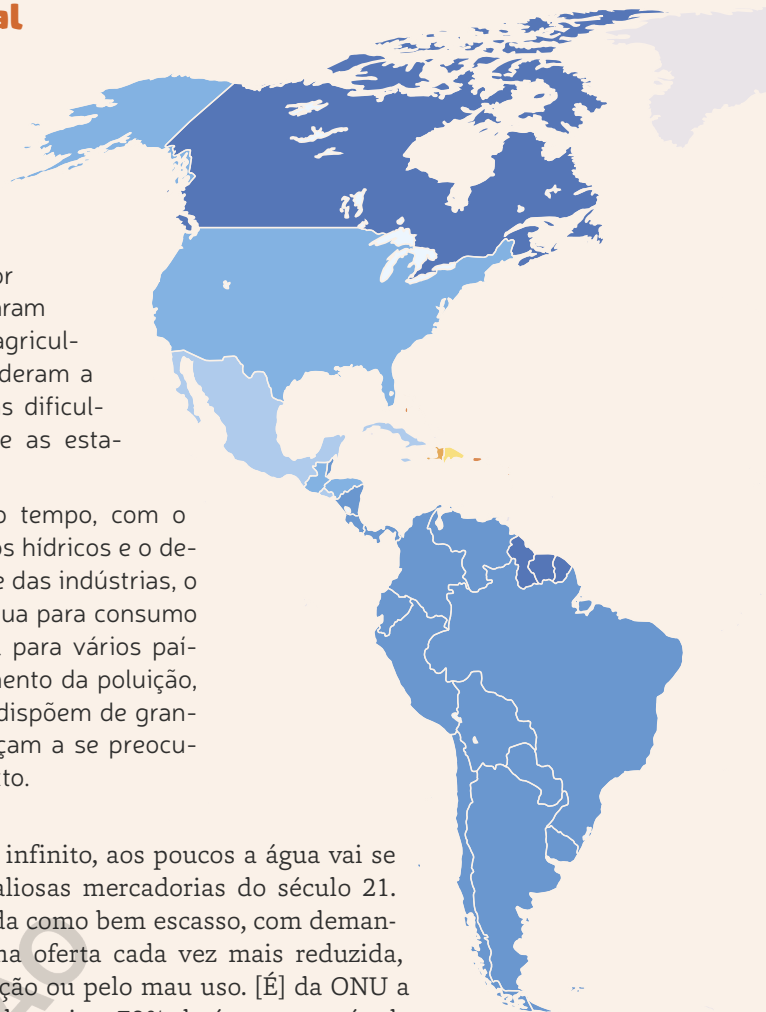 al
or
aram
agricul-
deram a
s dificul-
e as esta-
o tempo, com o
os hídricos e o de-
e das indústrias, o
ua para consumo
para vários paí-
mento da poluição,
dispõem de gran-
çam a se preocu-
to.
infinito, aos poucos a água vai se
aliosas mercadorias do século 21.
da como bem escasso, com deman-
na oferta cada vez mais reduzida,
ção ou pelo mau uso. [É] da ONU a
ÃO